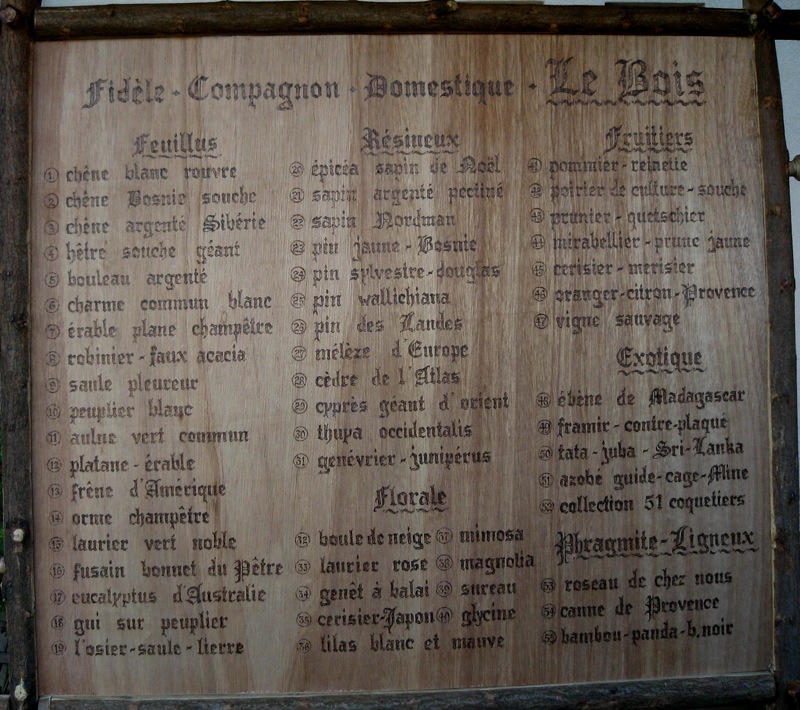 Fidèle - Compagnon - Domestique - Le Bois
Feuillus
① chêne blanc rouvre
② chêne Bosnie souche
③ chêne argenté Sibérie
④ hêtre souche géant
⑤ bouleau argenté
⑥ charme commun blanc
⑦ érable plane champêtre
⑧ robinier - faux acacia
⑨ saule pleureur
⑩ peuplier blanc
⑪ aulne vert commun
⑫ platane - érable
⑬ frêne d'Amérique
⑭ orme champêtre
⑮ laurier vert noble
⑯ fusain bonnet du Pêtre
⑰ eucalyptus d'Australie
⑱ gui sur peuplier
⑲ l'osier - saule - lierre
Résineux
⑳ épicéa sapin de Noël
㉑ sapin argenté pectiné
㉒ sapin Nordman
㉓ pin jaune - Bosnie
㉔ pin sylvestre - douglas
㉕ pin wallichiana
㉖ pin des Landes
㉗ mélèze d'Europe
㉘ cèdre de l'Atlas
㉙ cyprès géant d'orient
㉚ thupa occidentalis
㉛ genévrier - junipérus
Florale
㉜ boule de neige ㊲ mimosa
㉝ laurier rose ㊳ magnolia
㉞ genêt à balai ㊴ sureau
㉟ cerisier - Japon ㊵ glycine
㊱ lilas blanc et mauve
Fruitiers
㊶ pommier - reinette
㊷ poirier de culture - souche
㊸ prunier - quetschier
㊹ mirabellier - prune jaune
㊺ cerisier - merisier
㊻ oranger - citron - Provence
㊼ vigne sauvage
Exotique
㊽ ébène de Madagascar
㊾ framir - contre-plaqué
㊿ tata - juba - Sri-Lanka
51 azobé guide-cage-Mine
52 collection 51 coquetiers
Phragmite - Ligneux
53 roseau de chez nous
54 canne de Provence
55 bambou - panda - b. noir